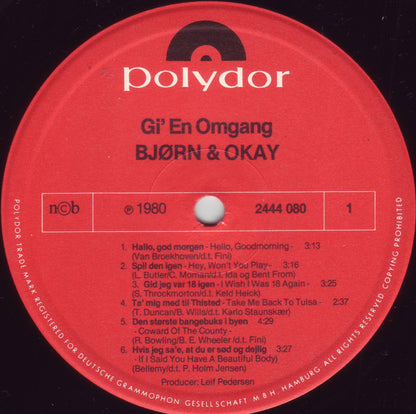 polydor
Gi' En Omgang
BJØRN & OKAY
n©b
℗ 1980
2444 080
1
1. Hallo, god morgen - Hello, Goodmorning - 3:13
(Van Broekhoven/d.t. Fini)
2. Spil den igen - Hey, Won't You Play - 3:16
(L. Butler/C. Moman/d.t. Ida og Bent From)
3. Gid jeg var 18 igen - I Wish I Was 18 Again - 3:25
(S. Throckmorton/d.t. Keld Heick)
4. Ta' mig med til Thisted - Take Me Back To Tulsa - 2:37
(T. Duncan/B. Wills/d.t. Karlo Staunskær)
5. Den største bangebuks i byen - 4:29
- Coward Of The County -
(R. Bowling/B. E. Wheeler/d.t. Fini)
6. Hvis jeg sa'e, at du er sød og dejlig - 3:27
- If I Said You Have A Beautiful Body)
(Bellemy/d.t. P. Holm Jensen)
Producer: Leif Pedersen
POLYDOR TRADE MARK REGISTERED FOR DEUTSCHE GRAMMOPHON GESELLSCHAFT M·B·H, HAMBURG ALL RIGHTS RESERVED COPYING PROHIBITED